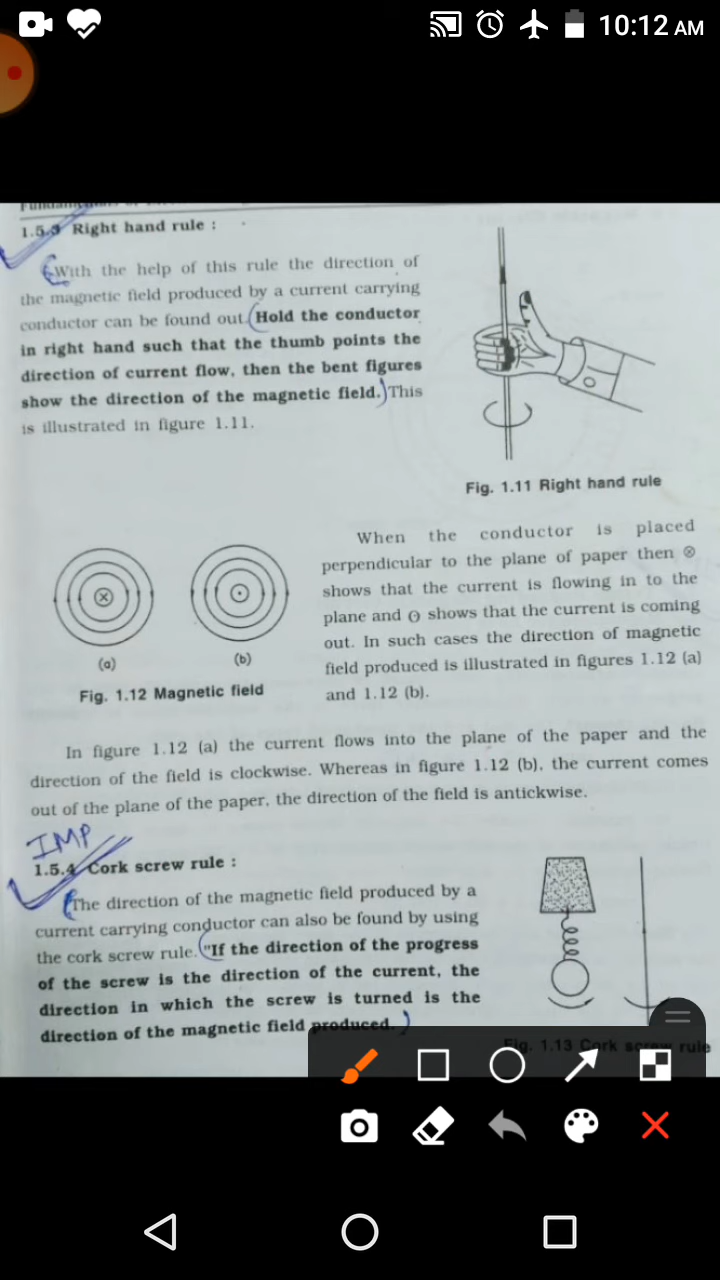 10:12 AM
1.5.3 Right hand rule :
With the help of this rule the direction of
the magnetic field produced by a current carrying
conductor can be found out. Hold the conductor
in right hand such that the thumb points the
direction of current flow, then the bent figures
show the direction of the magnetic field. This
is illustrated in figure 1.11.
Fig. 1.11 Right hand rule
When the conductor is placed
perpendicular to the plane of paper then ⊗
shows that the current is flowing in to the
plane and ⊙ shows that the current is coming
out. In such cases the direction of magnetic
field produced is illustrated in figures 1.12 (a)
and 1.12 (b).
(a)
(b)
Fig. 1.12 Magnetic field
In figure 1.12 (a) the current flows into the plane of the paper and the
direction of the field is clockwise. Whereas in figure 1.12 (b), the current comes
out of the plane of the paper, the direction of the field is antickwise.
IMP
1.5.4 Cork screw rule :
The direction of the magnetic field produced by a
current carrying conductor can also be found by using
the cork screw rule. "If the direction of the progress
of the screw is the direction of the current, the
direction in which the screw is turned is the
direction of the magnetic field produced.
Fig. 1.13 Cork screw rule